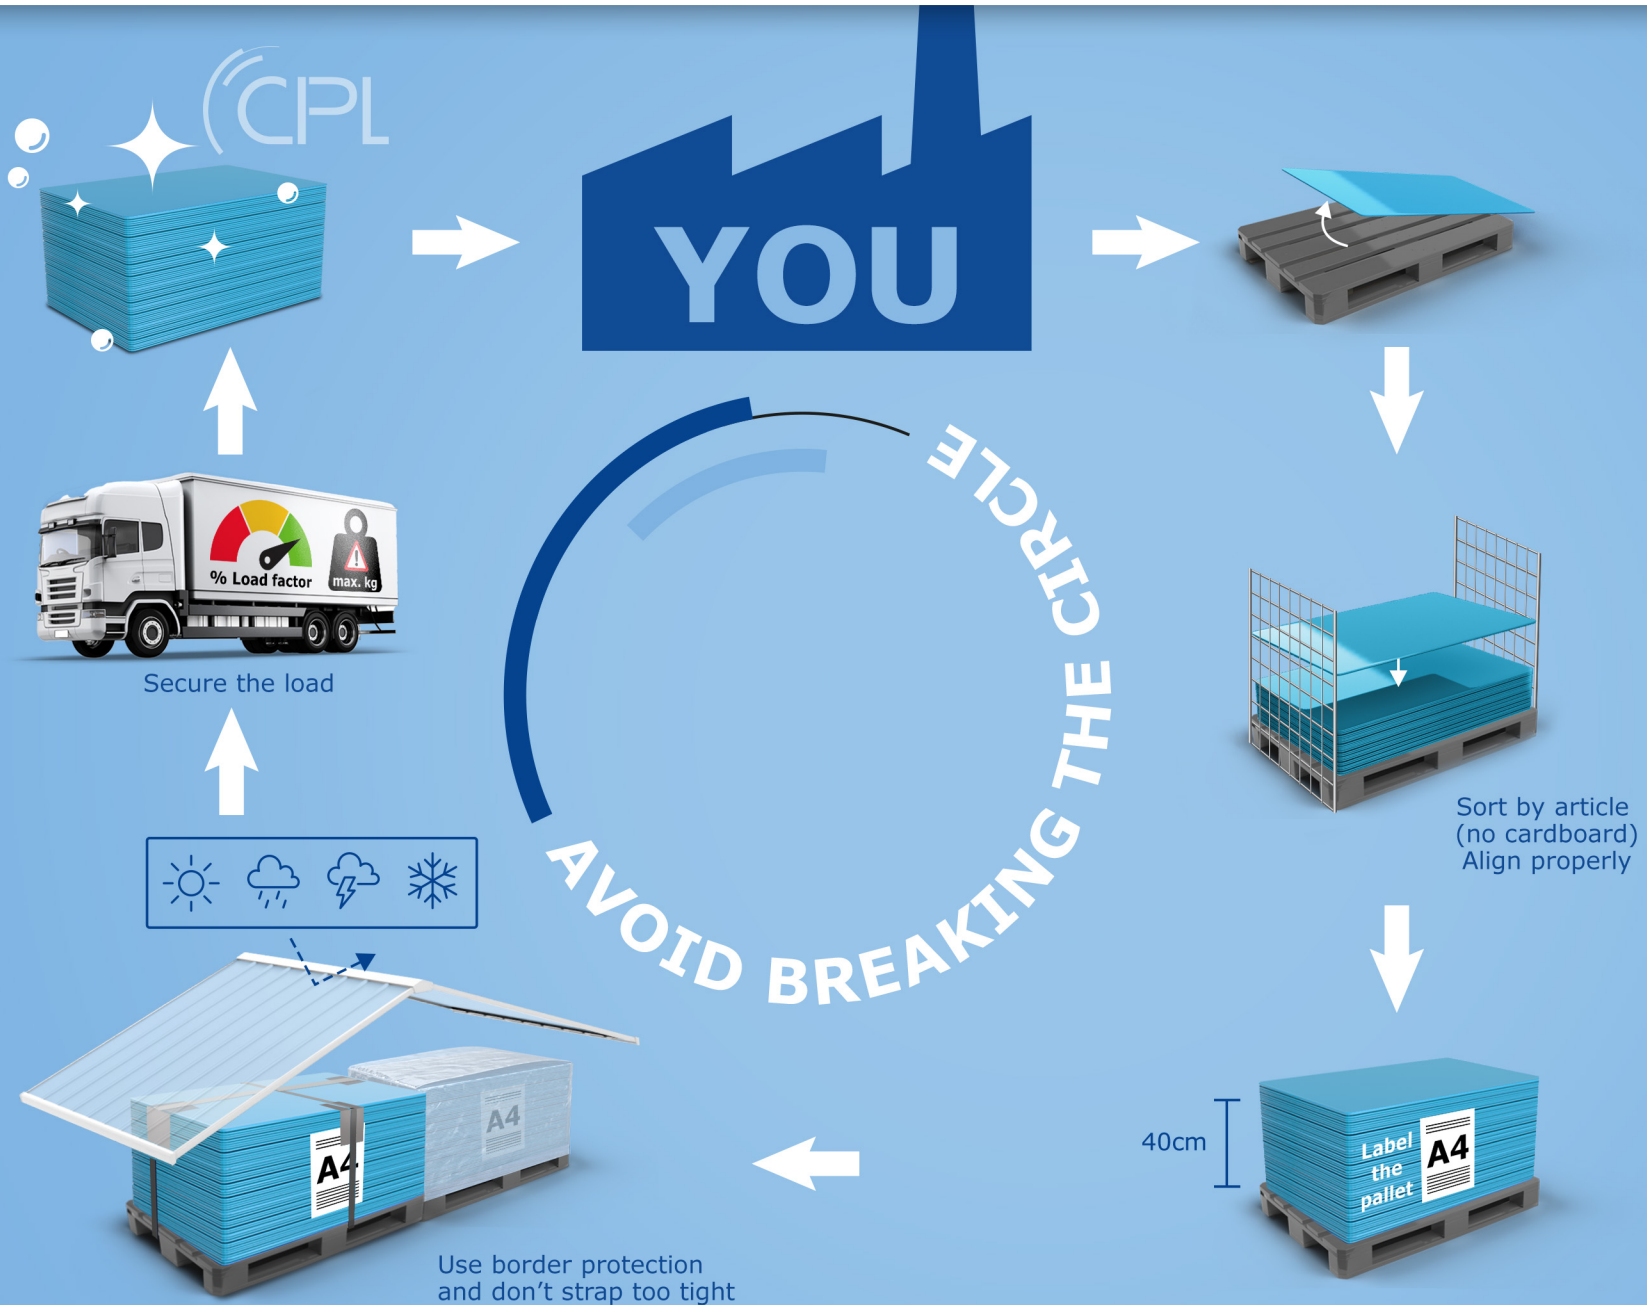 CPL
YOU
AVOID BREAKING THE CIRCLE
% Load factor
max. kg
Secure the load
Sort by article
(no cardboard)
Align properly
40cm
Label
the
pallet
A4
A4
A4
Use border protection
and don't strap too tight